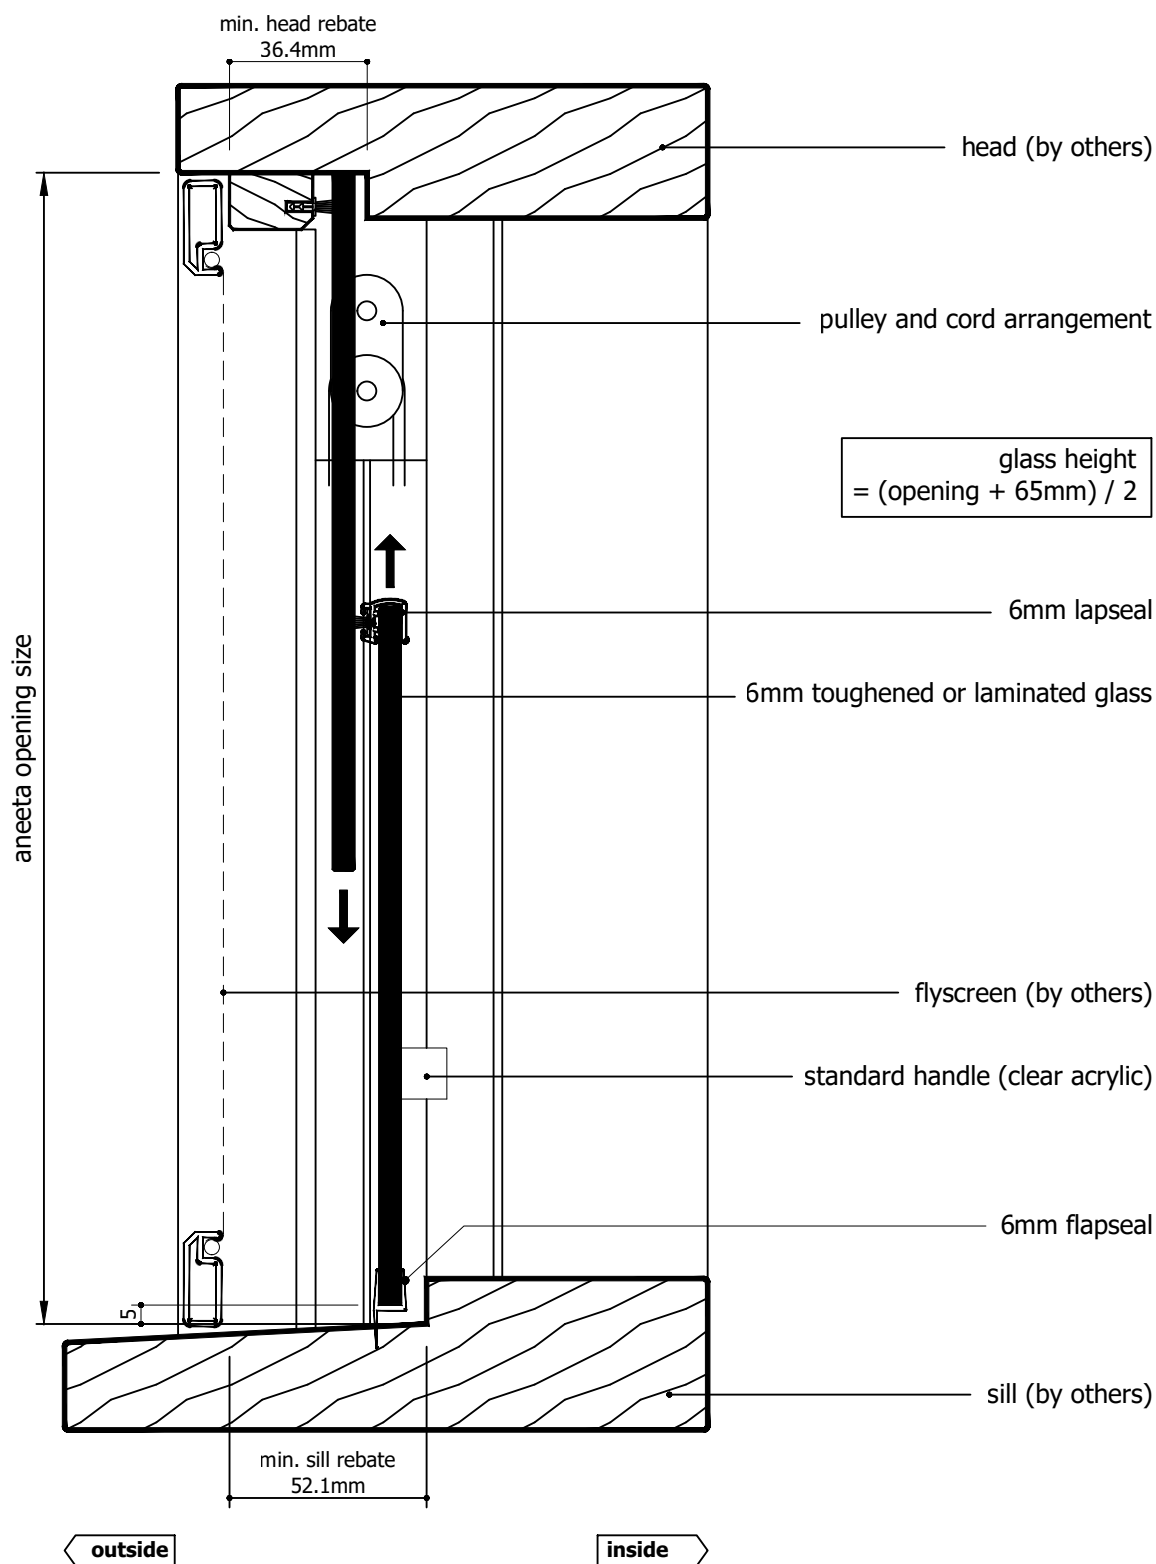 min. head rebate
36.4mm
head (by others)
pulley and cord arrangement
glass height
= (opening + 65mm) / 2
6mm lapseal
aneeta opening size
6mm toughened or laminated glass
flyscreen (by others)
standard handle (clear acrylic)
6mm flapseal
5
sill (by others)
min. sill rebate
52.1mm
outside
inside